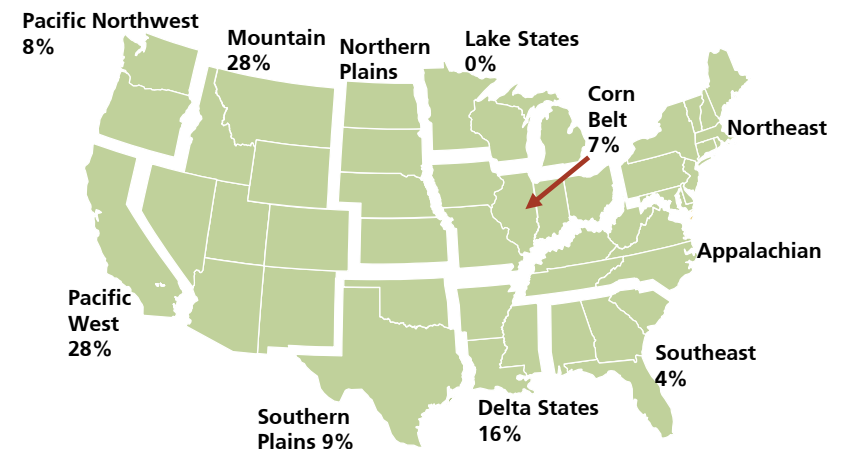 Pacific Northwest
8%
Mountain
28%
Northern
Plains
Lake States
0%
Corn
Belt
7%
Northeast
Appalachian
Pacific
West
28%
Southeast
4%
Delta States
16%
Southern
Plains 9%